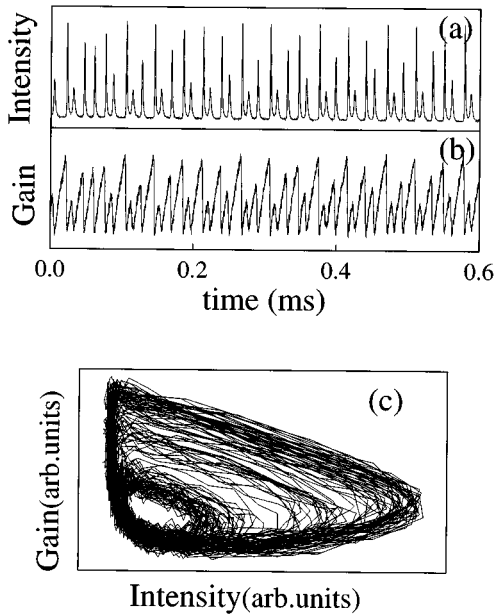 Intensity
(a)
Gain
(b)
0.0 0.2 0.4 0.6
time (ms)
Gain(arb.units)
(c)
Intensity(arb.units)